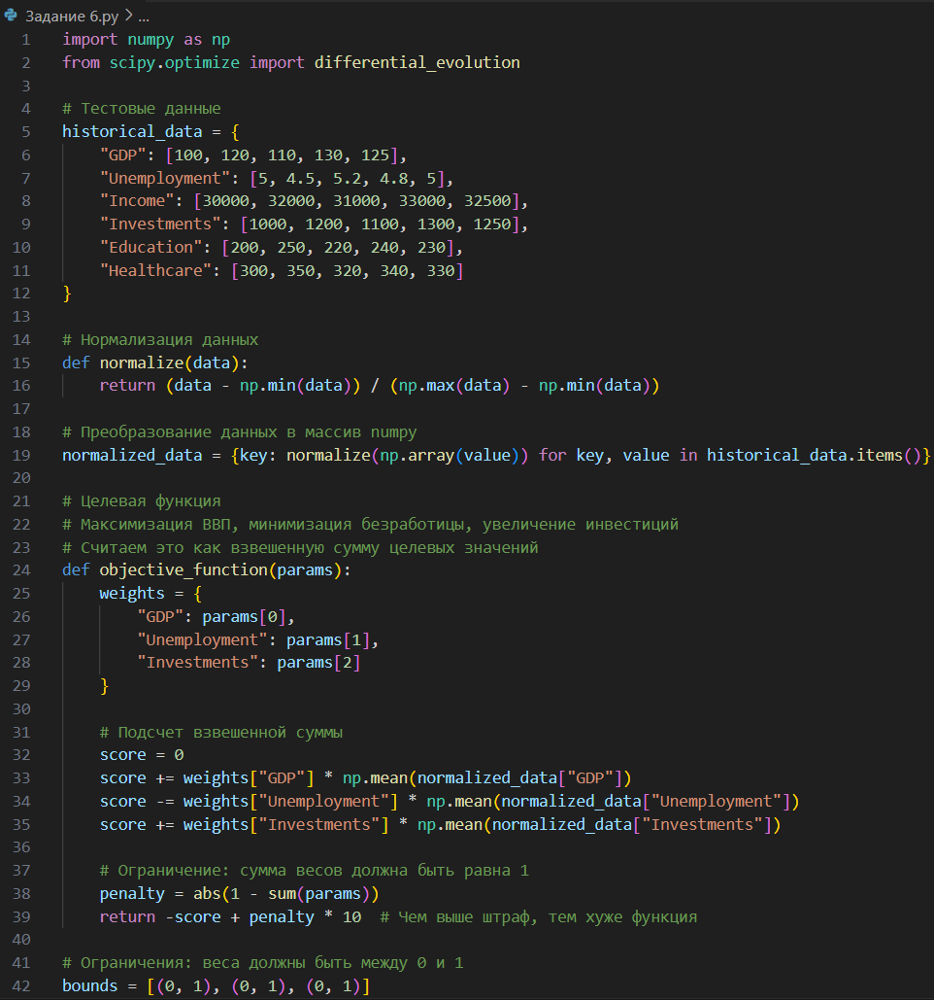 Задание 6.py > ...
1 import numpy as np
2 from scipy.optimize import differential_evolution
3
4 # Тестовые данные
5 historical_data = {
6     "GDP": [100, 120, 110, 130, 125],
7     "Unemployment": [5, 4.5, 5.2, 4.8, 5],
8     "Income": [30000, 32000, 31000, 33000, 32500],
9     "Investments": [1000, 1200, 1100, 1300, 1250],
10     "Education": [200, 250, 220, 240, 230],
11     "Healthcare": [300, 350, 320, 340, 330]
12 }
13
14 # Нормализация данных
15 def normalize(data):
16     return (data - np.min(data)) / (np.max(data) - np.min(data))
17
18 # Преобразование данных в массив numpy
19 normalized_data = {key: normalize(np.array(value)) for key, value in historical_data.items()}
20
21 # Целевая функция
22 # Максимизация ВВП, минимизация безработицы, увеличение инвестиций
23 # Считаем это как взвешенную сумму целевых значений
24 def objective_function(params):
25     weights = {
26         "GDP": params[0],
27         "Unemployment": params[1],
28         "Investments": params[2]
29     }
30
31     # Подсчет взвешенной суммы
32     score = 0
33     score += weights["GDP"] * np.mean(normalized_data["GDP"])
34     score -= weights["Unemployment"] * np.mean(normalized_data["Unemployment"])
35     score += weights["Investments"] * np.mean(normalized_data["Investments"])
36
37     # Ограничение: сумма весов должна быть равна 1
38     penalty = abs(1 - sum(params))
39     return -score + penalty * 10  # Чем выше штраф, тем хуже функция
40
41 # Ограничения: веса должны быть между 0 и 1
42 bounds = [(0, 1), (0, 1), (0, 1)]